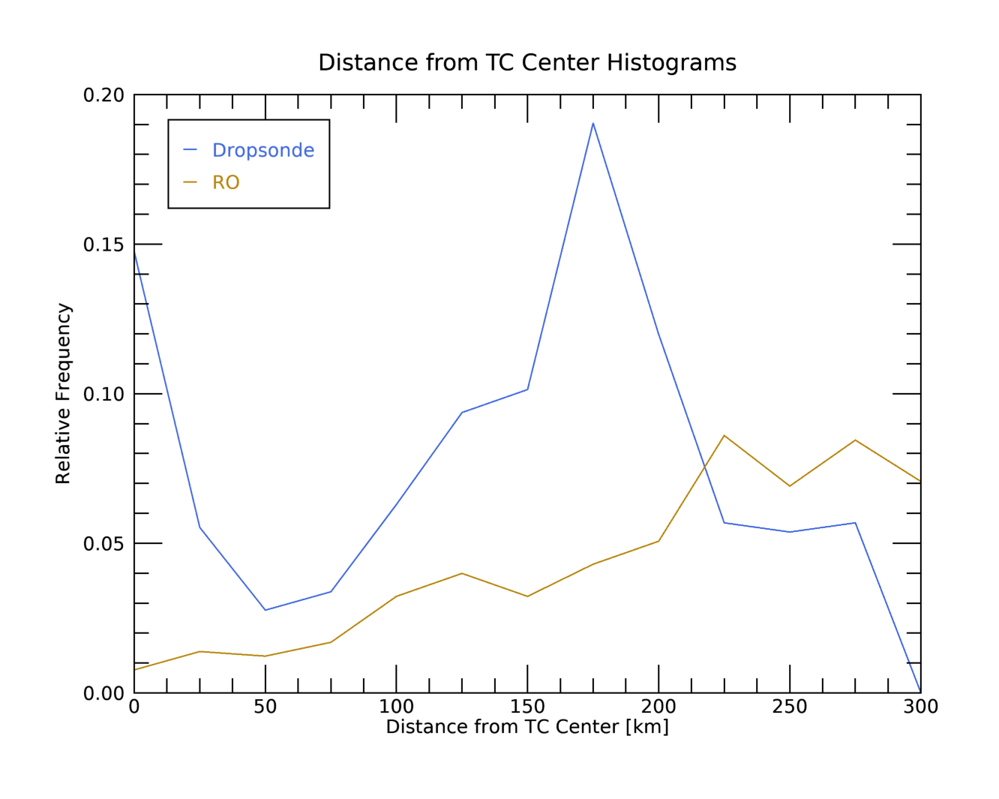 Distance from TC Center Histograms
0.20
0.15
0.10
0.05
0.00
Relative Frequency
Dropsonde
RO
0 50 100 150 200 250 300
Distance from TC Center [km]